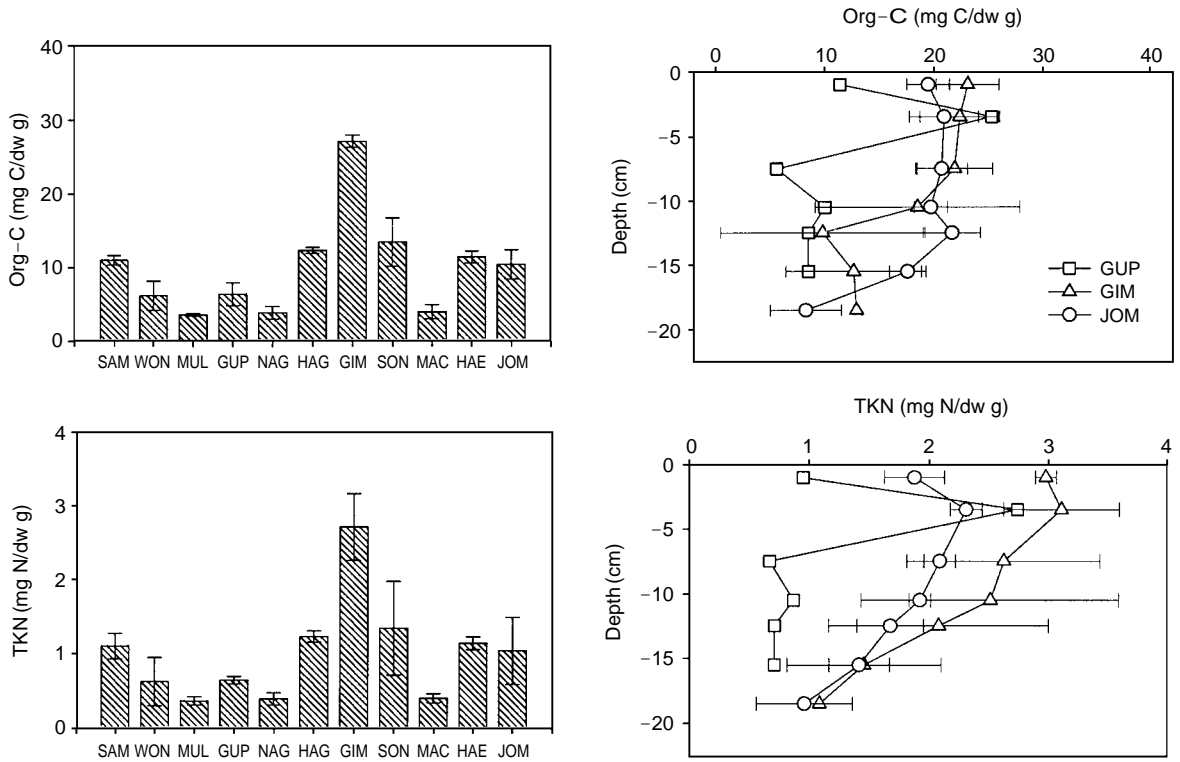 Org-C (mg C/dw g)
40
30
20
10
0
SAM WON MUL GUP NAG HAG GIM SON MAC HAE JOM
Org-C (mg C/dw g)
0 10 20 30 40
Depth (cm)
0
-5
-10
-15
-20
GUP
GIM
JOM
TKN (mg N/dw g)
4
3
2
1
0
SAM WON MUL GUP NAG HAG GIM SON MAC HAE JOM
TKN (mg N/dw g)
0 1 2 3 4
Depth (cm)
0
-5
-10
-15
-20